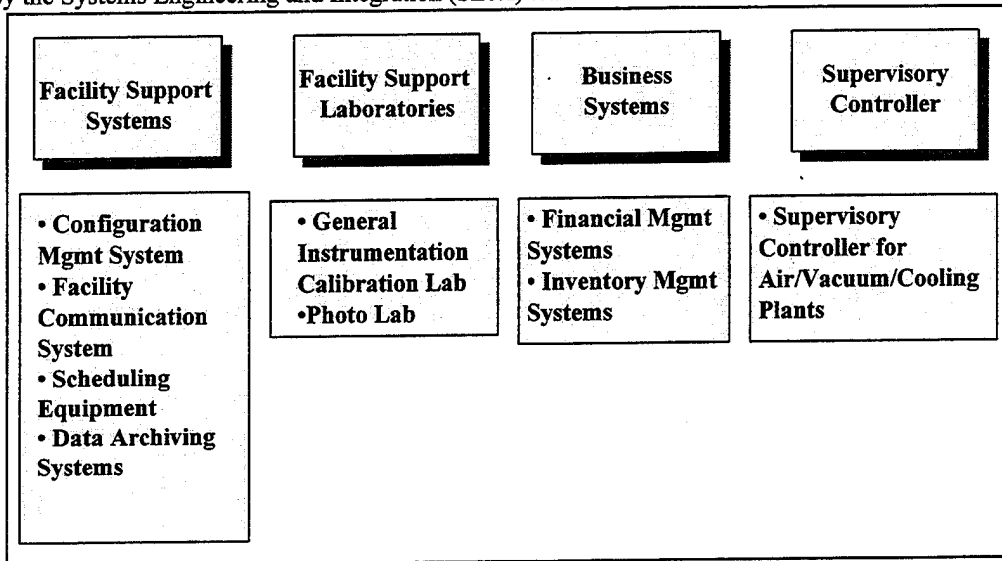 by the Systems Engineering and Integration
Facility Support
Systems
Facility Support
Laboratories
Business
Systems
Supervisory
Controller
• Configuration
Mgmt System
• Facility
Communication
System
• Scheduling
Equipment
• Data Archiving
Systems
• General
Instrumentation
Calibration Lab
•Photo Lab
• Financial Mgmt
Systems
• Inventory Mgmt
Systems
• Supervisory
Controller for
Air/Vacuum/Cooling
Plants